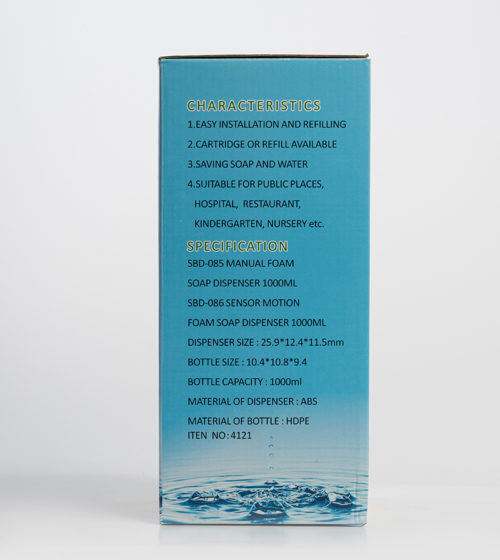 CHARACTERISTICS
1.EASY INSTALLATION AND REFILLING
2.CARTRIDGE OR REFILL AVAILABLE
3.SAVING SOAP AND WATER
4.SUITABLE FOR PUBLIC PLACES,
HOSPITAL, RESTAURANT,
KINDERGARTEN, NURSERY etc.
SPECIFICATION
SBD-085 MANUAL FOAM
SOAP DISPENSER 1000ML
SBD-086 SENSOR MOTION
FOAM SOAP DISPENSER 1000ML
DISPENSER SIZE : 25.9*12.4*11.5mm
BOTTLE SIZE : 10.4*10.8*9.4
BOTTLE CAPACITY : 1000ml
MATERIAL OF DISPENSER : ABS
MATERIAL OF BOTTLE : HDPE
ITEN NO:4121